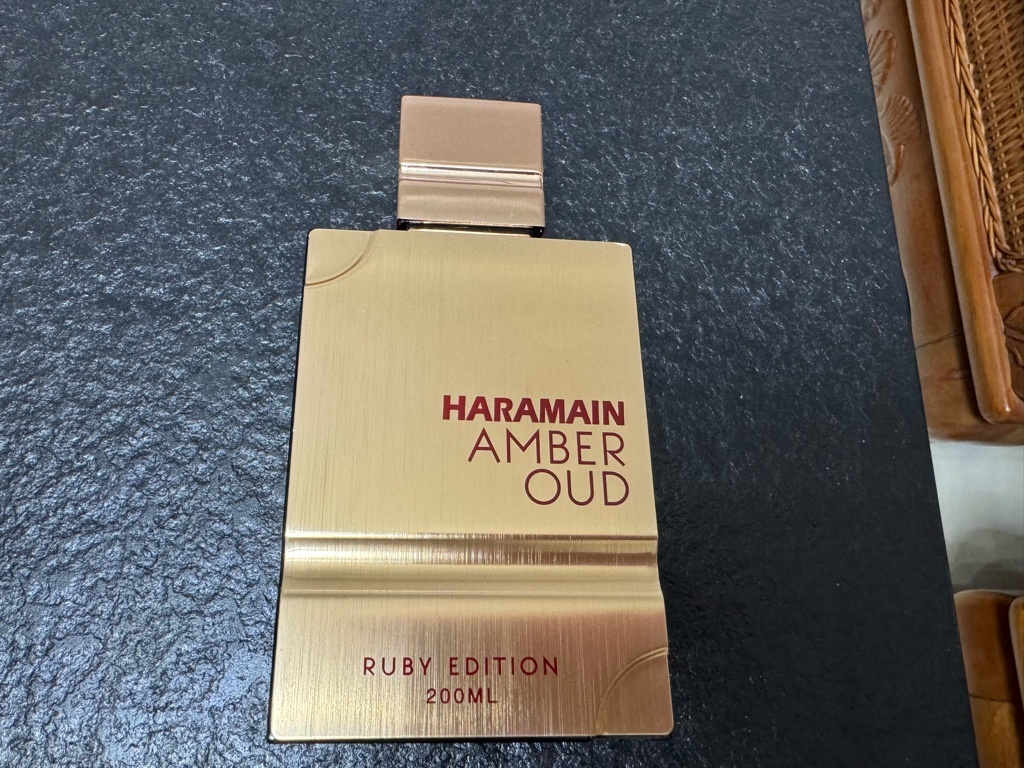 HARAMAIN
AMBER
OUD
RUBY EDITION
200ML